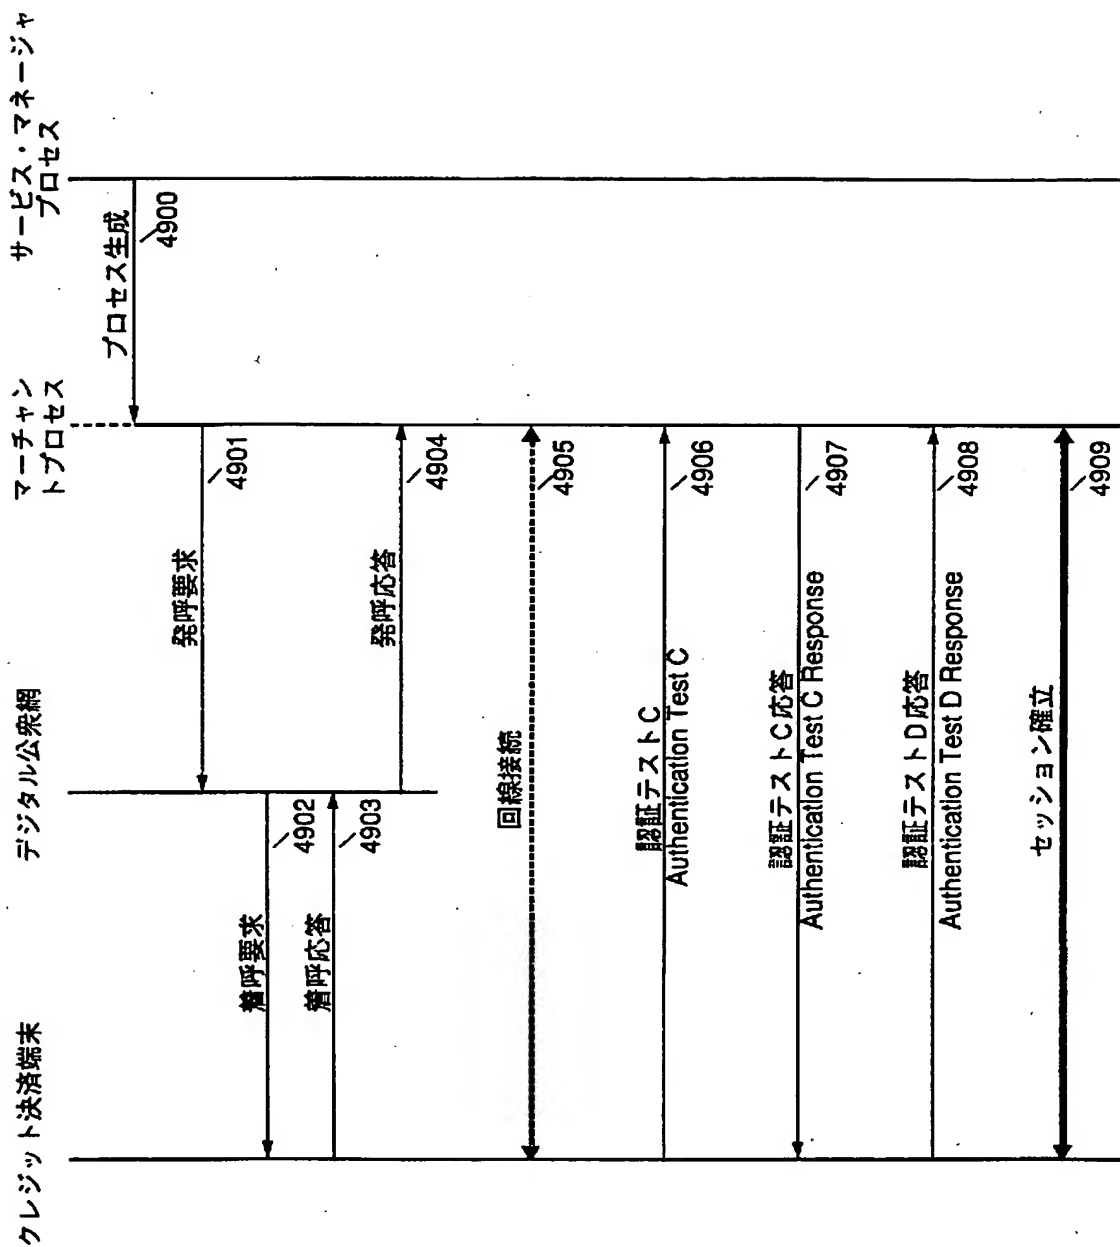 クレジット決済端末
デジタル公衆網
マーチャン
トプロセス
サービス・マネージャ
プロセス
プロセス生成
4900
発呼要求
4901
着呼要求
4902
着呼応答
4903
発呼応答
4904
回線接続
4905
認証テストC
Authentication Test C
4906
認証テストC応答
Authentication Test C Response
4907
認証テストD応答
Authentication Test D Response
4908
セッション確立
4909